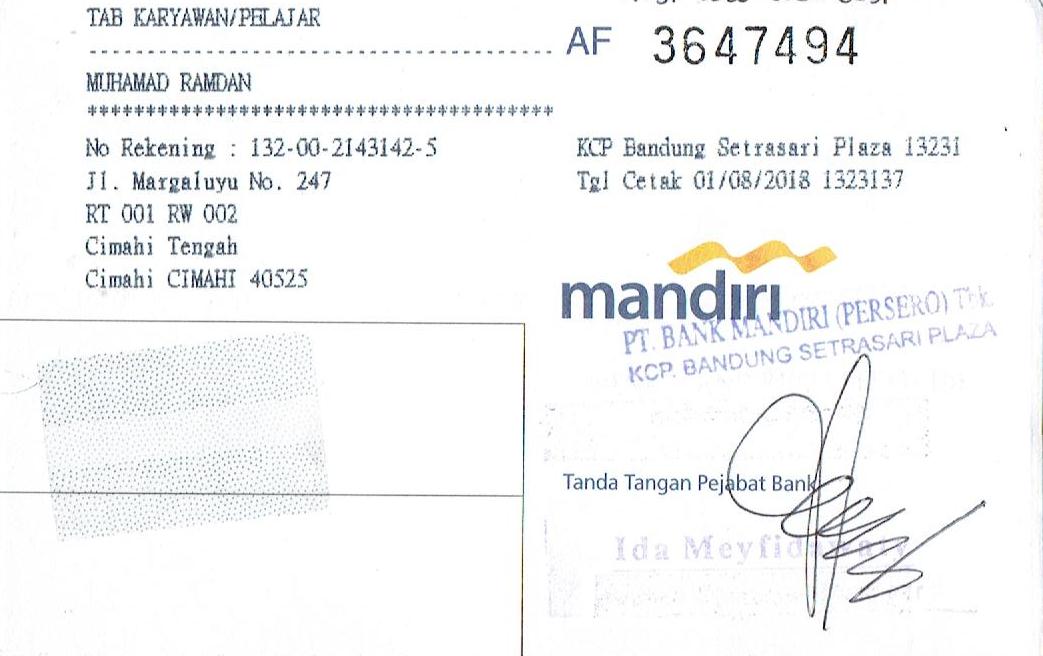 TAB KARYAWAN/PELAJAR
AF 3647494
MUHAMAD RAMDAN
****************************************
No Rekening : 132-00-2143142-5
Jl. Margaluyu No. 247
RT 001 RW 002
Cimahi Tengah
Cimahi CIMAHI 40525
KCP Bandung Setrasari Plaza 13231
Tgl Cetak 01/08/2018 1323137
mandiri
PT. BANK MANDIRI (PERSERO) Tbk.
KCP. BANDUNG SETRASARI PLAZA
Tanda Tangan Pejabat Bank
Ida